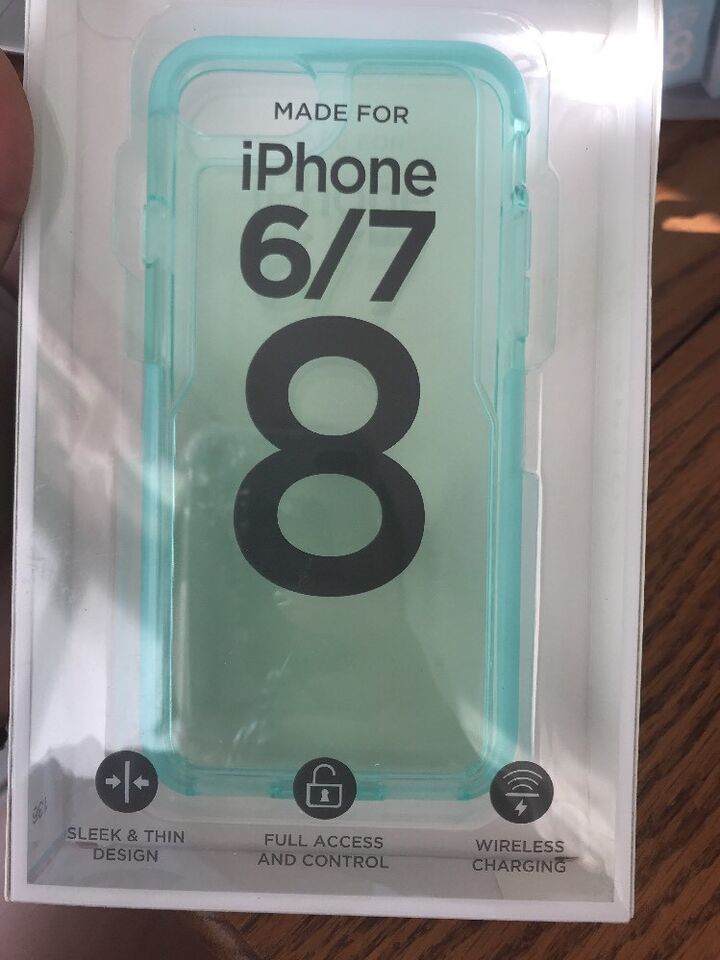 MADE FOR
iPhone
6/7
8
SLEEK & THIN
DESIGN
FULL ACCESS
AND CONTROL
WIRELESS
CHARGING